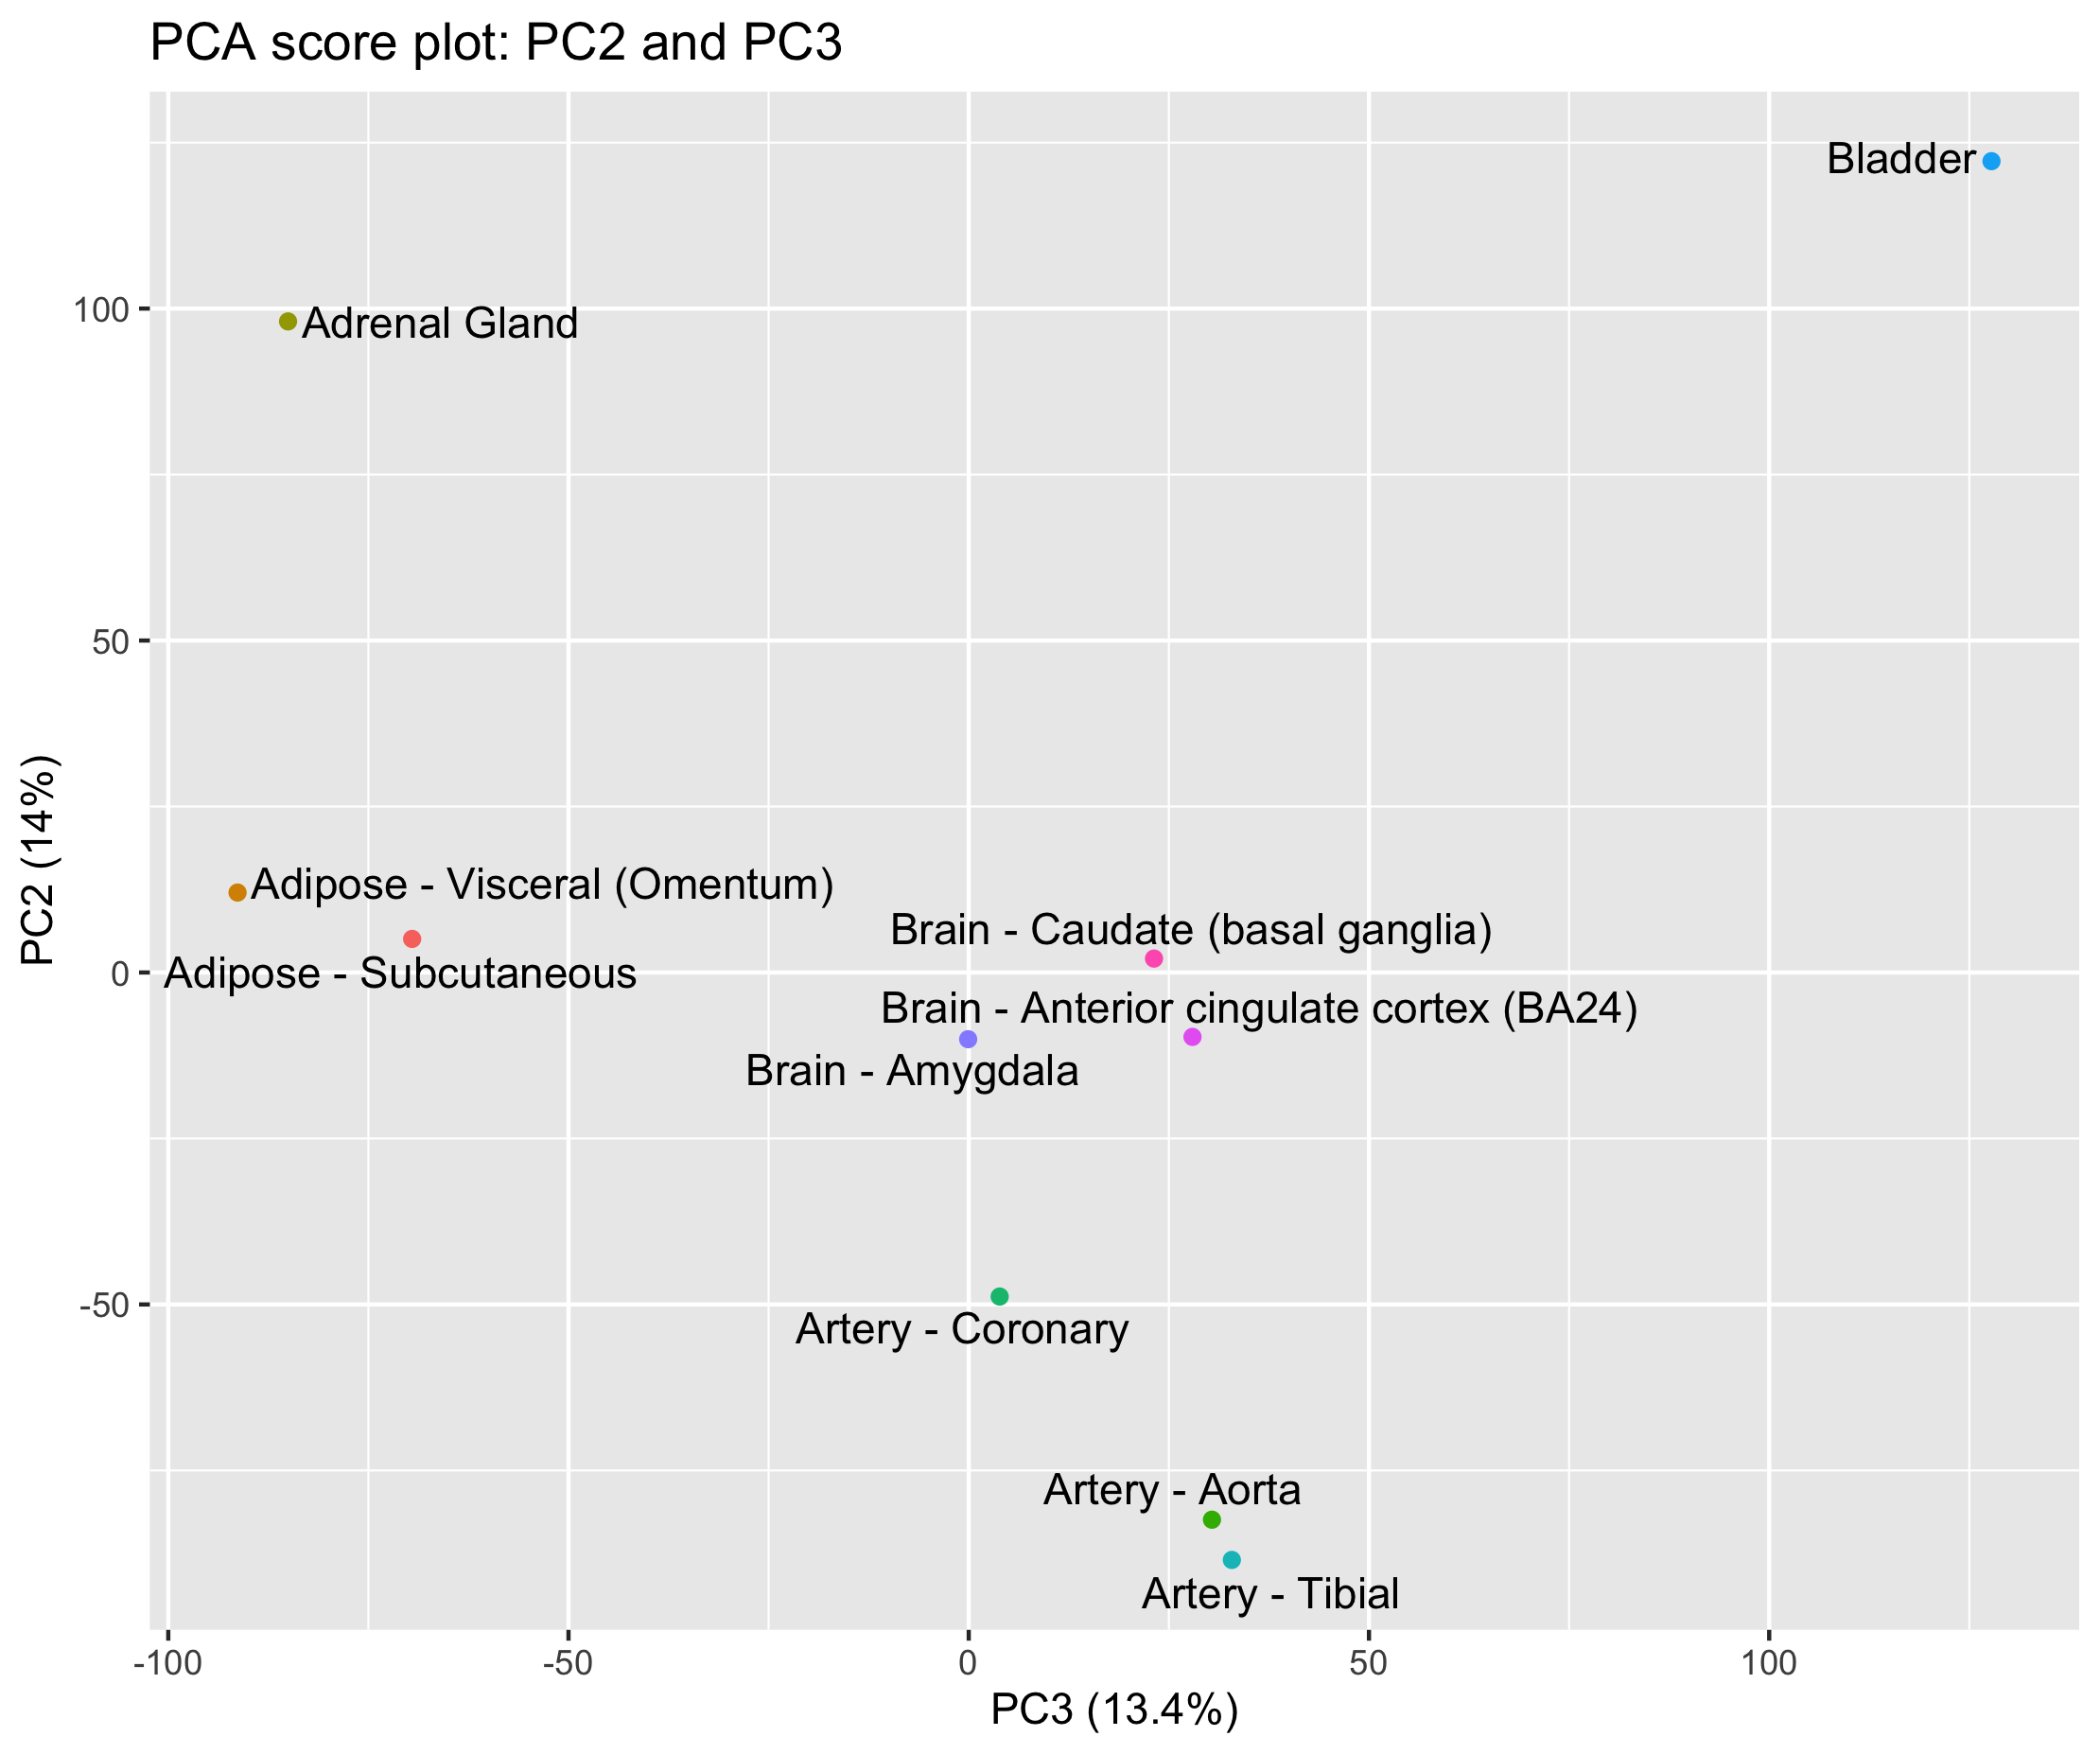 PCA score plot: PC2 and PC3
Bladder
100
Adrenal Gland
50
PC2 (14%)
Adipose - Visceral (Omentum)
Brain - Caudate (basal ganglia)
0
Adipose - Subcutaneous
Brain - Anterior cingulate cortex (BA24)
Brain - Amygdala
-50
Artery - Coronary
Artery - Aorta
Artery - Tibial
-100
-50
0
50
100
PC3 (13.4%)